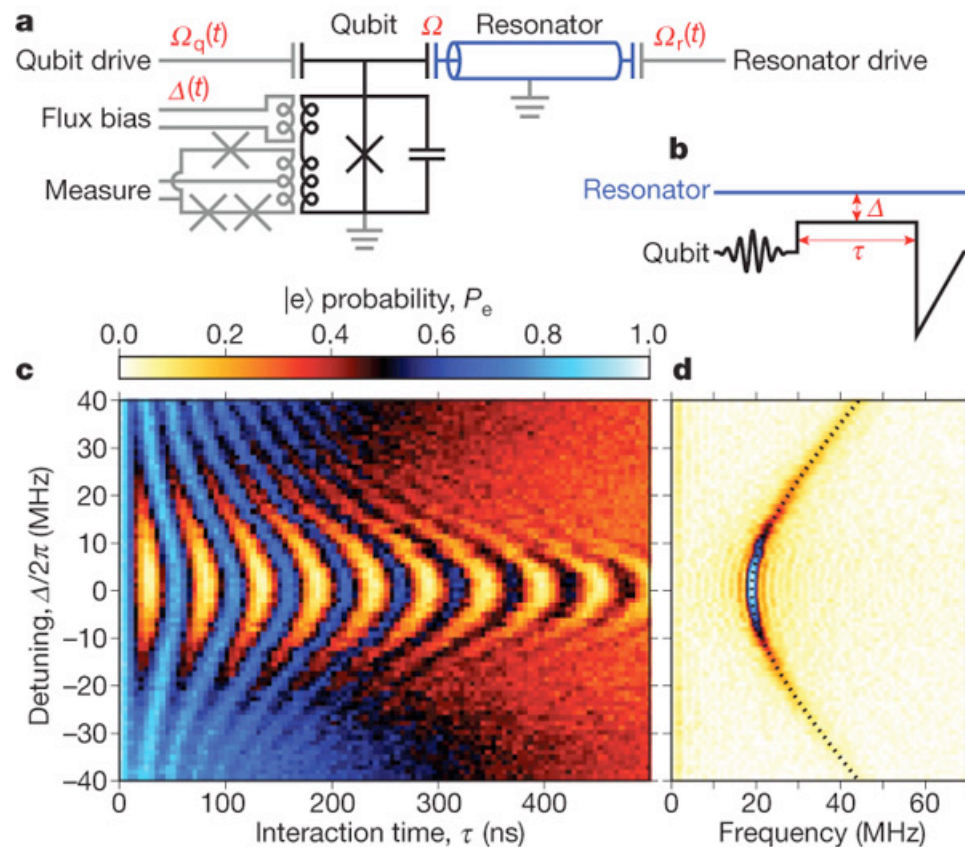 a
Qubit
Ω
Resonator
Ωq(t)
Ωr(t)
Qubit drive
Resonator drive
Δ(t)
Flux bias
Measure
b
Resonator
Δ
Qubit
τ
|e⟩ probability, Pe
0.0 0.2 0.4 0.6 0.8 1.0
c
d
40
30
20
10
0
−10
−20
−30
−40
Detuning, Δ/2π (MHz)
0 100 200 300 400
Interaction time, τ (ns)
0 20 40 60
Frequency (MHz)